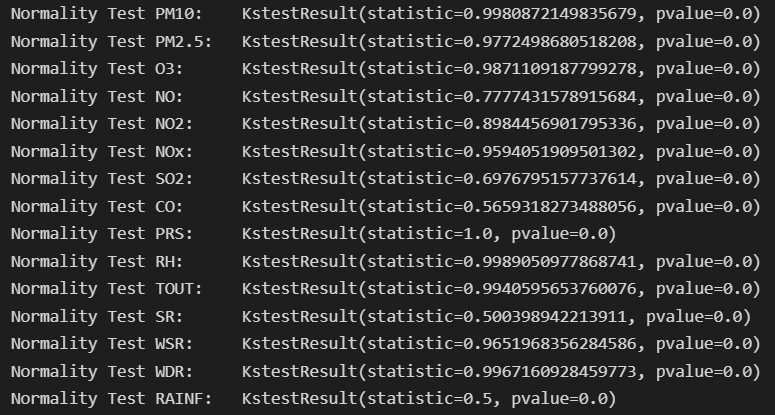 Normality Test PM10: KstestResult(statistic=0.9980872149835679, pvalue=0.0)
Normality Test PM2.5: KstestResult(statistic=0.9772498680518208, pvalue=0.0)
Normality Test O3: KstestResult(statistic=0.9871109187799278, pvalue=0.0)
Normality Test NO: KstestResult(statistic=0.7777431578915684, pvalue=0.0)
Normality Test NO2: KstestResult(statistic=0.8984456901795336, pvalue=0.0)
Normality Test NOx: KstestResult(statistic=0.9594051909501302, pvalue=0.0)
Normality Test SO2: KstestResult(statistic=0.6976795157737614, pvalue=0.0)
Normality Test CO: KstestResult(statistic=0.5659318273488056, pvalue=0.0)
Normality Test PRS: KstestResult(statistic=1.0, pvalue=0.0)
Normality Test RH: KstestResult(statistic=0.9989050977868741, pvalue=0.0)
Normality Test TOUT: KstestResult(statistic=0.9940595653760076, pvalue=0.0)
Normality Test SR: KstestResult(statistic=0.500398942213911, pvalue=0.0)
Normality Test WSR: KstestResult(statistic=0.9651968356284586, pvalue=0.0)
Normality Test WDR: KstestResult(statistic=0.9967160928459773, pvalue=0.0)
Normality Test RAINF: KstestResult(statistic=0.5, pvalue=0.0)